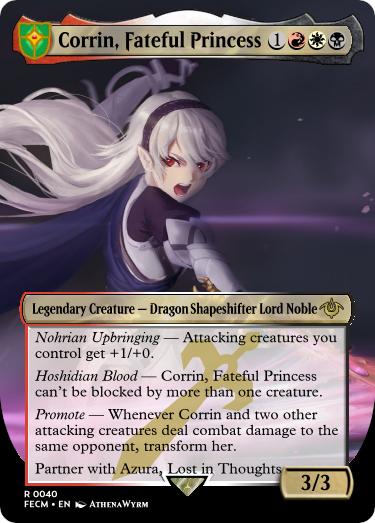 Corrin, Fateful Princess 1
Legendary Creature — Dragon Shapeshifter Lord Noble
Nohrian Upbringing — Attacking creatures you
control get +1/+0.
Hoshidian Blood — Corrin, Fateful Princess
can't be blocked by more than one creature.
Promote — Whenever Corrin and two other
attacking creatures deal combat damage to
the same opponent, transform her.
Partner with Azura, Lost in Thoughts
3/3
R 0040
FECM • EN AthenaWyrm